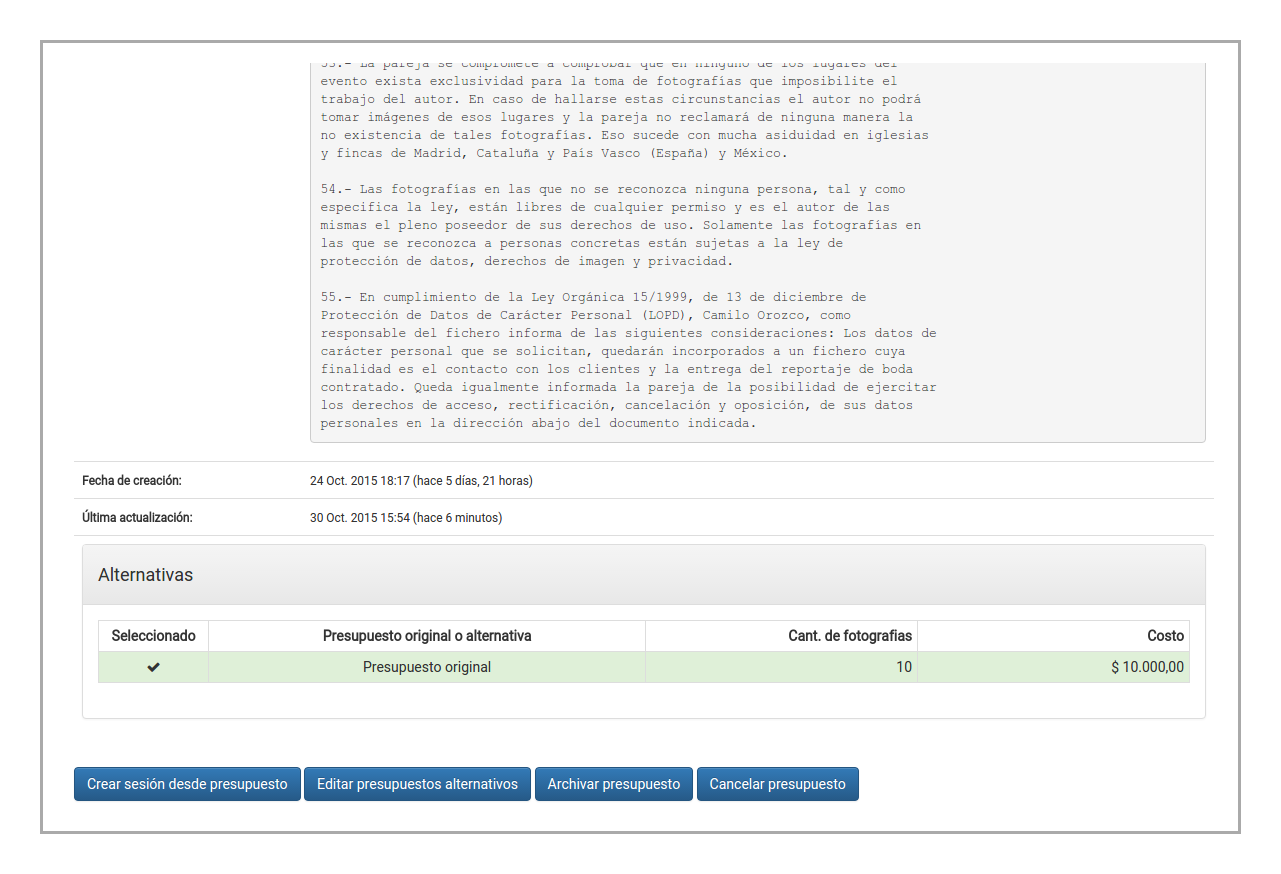 53.- La pareja se compromete a comprobar que en ninguno de los lugares del
evento exista exclusividad para la toma de fotografías que imposibilite el
trabajo del autor. En caso de hallarse estas circunstancias el autor no podrá
tomar imágenes de esos lugares y la pareja no reclamará de ninguna manera la
no existencia de tales fotografías. Eso sucede con mucha asiduidad en iglesias
y fincas de Madrid, Cataluña y País Vasco (España) y México.
54.- Las fotografías en las que no se reconozca ninguna persona, tal y como
especifica la ley, están libres de cualquier permiso y es el autor de las
mismas el pleno poseedor de sus derechos de uso. Solamente las fotografías en
las que se reconozca a personas concretas están sujetas a la ley de
protección de datos, derechos de imagen y privacidad.
55.- En cumplimiento de la Ley Orgánica 15/1999, de 13 de diciembre de
Protección de Datos de Carácter Personal (LOPD), Camilo Orozco, como
responsable del fichero informa de las siguientes consideraciones: Los datos de
carácter personal que se solicitan, quedarán incorporados a un fichero cuya
finalidad es el contacto con los clientes y la entrega del reportaje de boda
contratado. Queda igualmente informada la pareja de la posibilidad de ejercitar
los derechos de acceso, rectificación, cancelación y oposición, de sus datos
personales en la dirección abajo del documento indicada.
Fecha de creación: 24 Oct. 2015 18:17 (hace 5 días, 21 horas)
Última actualización: 30 Oct. 2015 15:54 (hace 6 minutos)
Alternativas
Seleccionado Presupuesto original o alternativa Cant. de fotografias Costo
✔ Presupuesto original 10 $ 10.000,00
Crear sesión desde presupuesto Editar presupuestos alternativos Archivar presupuesto Cancelar presupuesto